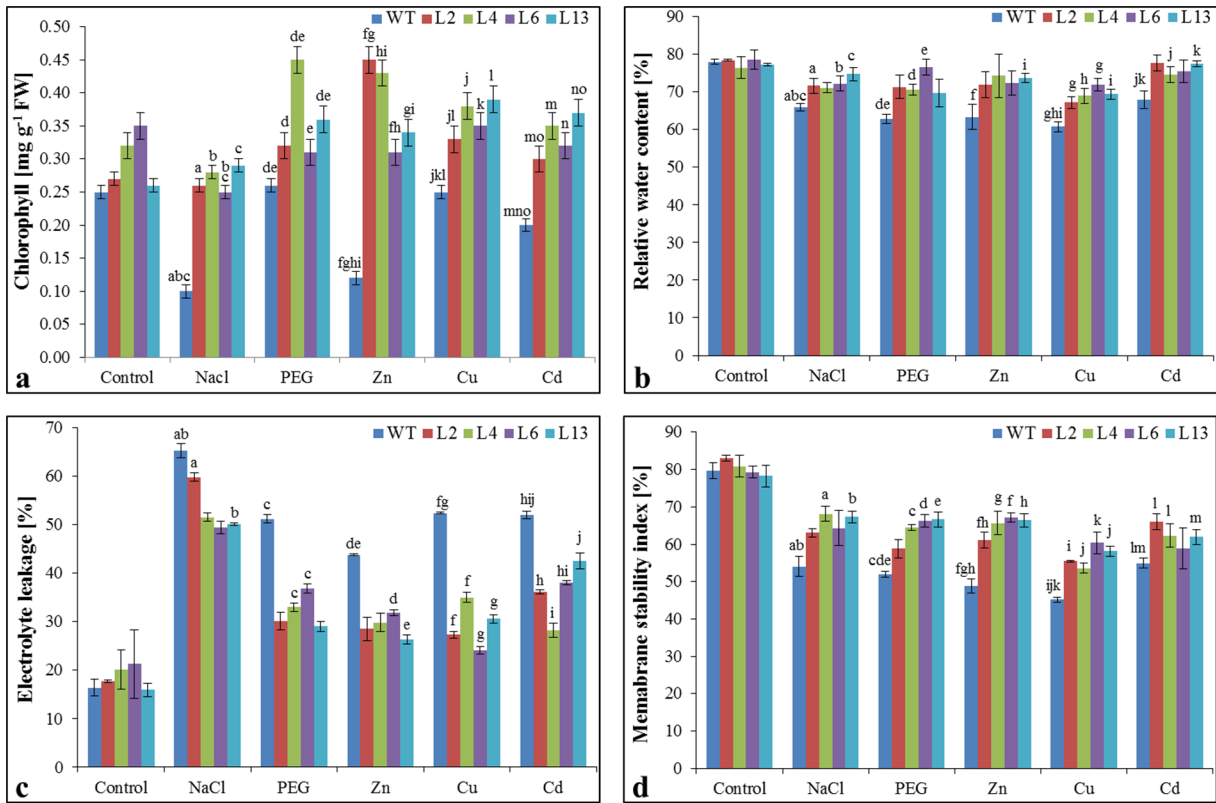 WT L2 L4 L6 L13
0.50
0.45
0.40
0.35
0.30
0.25
0.20
0.15
0.10
0.05
0.00
Chlorophyll [mg g-1 FW]
abc a b b c c
de d de e de
fghi fg hi fh gi
jkl jl j k l
mno mo m n no
Control Nacl PEG Zn Cu Cd
a
WT L2 L4 L6 L13
90
80
70
60
50
40
30
20
10
0
Relative water content [%]
abc a b c
de d e
f i
ghi g h g i
jk j k
Control NaCl PEG Zn Cu Cd
b
WT L2 L4 L6 L13
70
60
50
40
30
20
10
0
Electrolyte leakage [%]
ab a b
c c c
de d e
fg f f g g
hij h i hi j
Control NaCl PEG Zn Cu Cd
c
WT L2 L4 L6 L13
90
80
70
60
50
40
30
20
10
0
Memabrane stability index [%]
ab a b
cde c d e
fgh fh g f h
ijk i j k j
lm l l m
Control NaCl PEG Zn Cu Cd
d